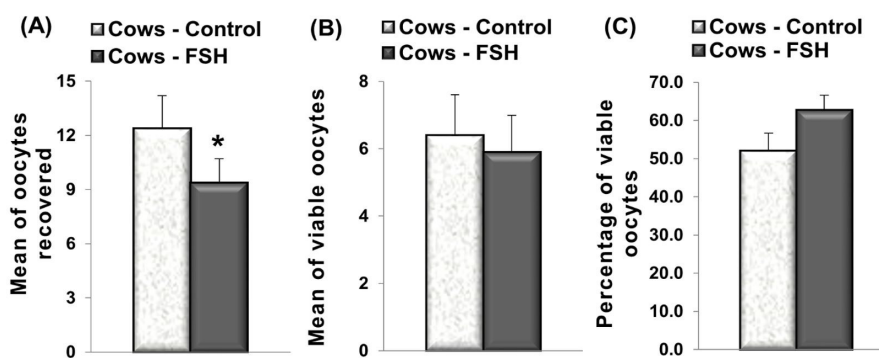 (A)
Cows - Control
Cows - FSH
15
12
9
6
3
0
Mean of oocytes
recovered
*
(B)
Cows - Control
Cows - FSH
8
6
4
2
0
Mean of viable oocytes
(C)
Cows - Control
Cows - FSH
70.0
60.0
50.0
40.0
30.0
20.0
10.0
0.0
Percentage of viable
oocytes